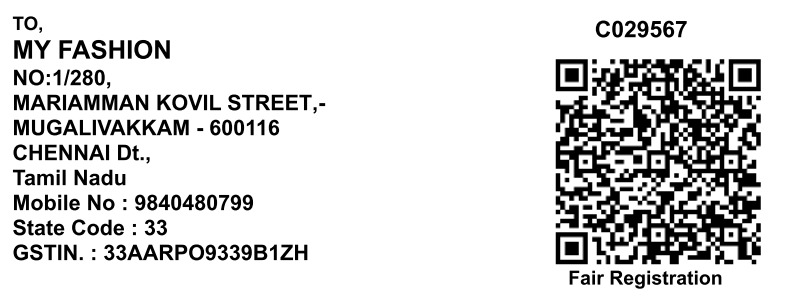 TO,
MY FASHION
NO:1/280,
MARIAMMAN KOVIL STREET,-
MUGALIVAKKAM - 600116
CHENNAI Dt.,
Tamil Nadu
Mobile No : 9840480799
State Code : 33
GSTIN. : 33AARPO9339B1ZH
C029567
Fair Registration